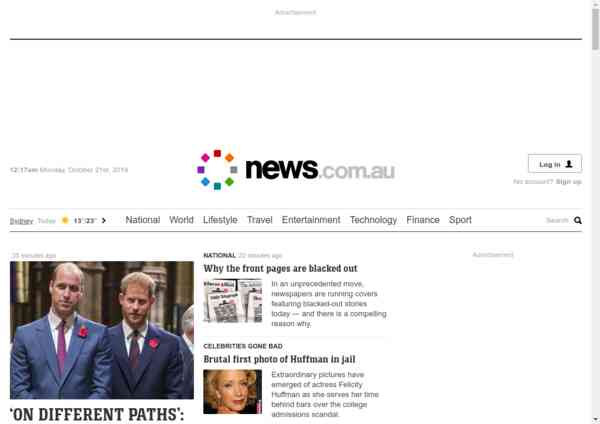 Advertisement
12:17am Monday, October 21st, 2019
news.com.au
Log in
No account? Sign up
Sydney Today 13°/23° National World Lifestyle Travel Entertainment Technology Finance Sport Search
35 minutes ago
‘ON DIFFERENT PATHS’:
NATIONAL 22 minutes ago
Why the front pages are blacked out
In an unprecedented move,
newspapers are running covers
featuring blacked-out stories
today — and there is a compelling
reason why.
CELEBRITIES GONE BAD
Brutal first photo of Huffman in jail
Extraordinary pictures have
emerged of actress Felicity
Huffman as she serves her time
behind bars over the college
admissions scandal.
Advertisement